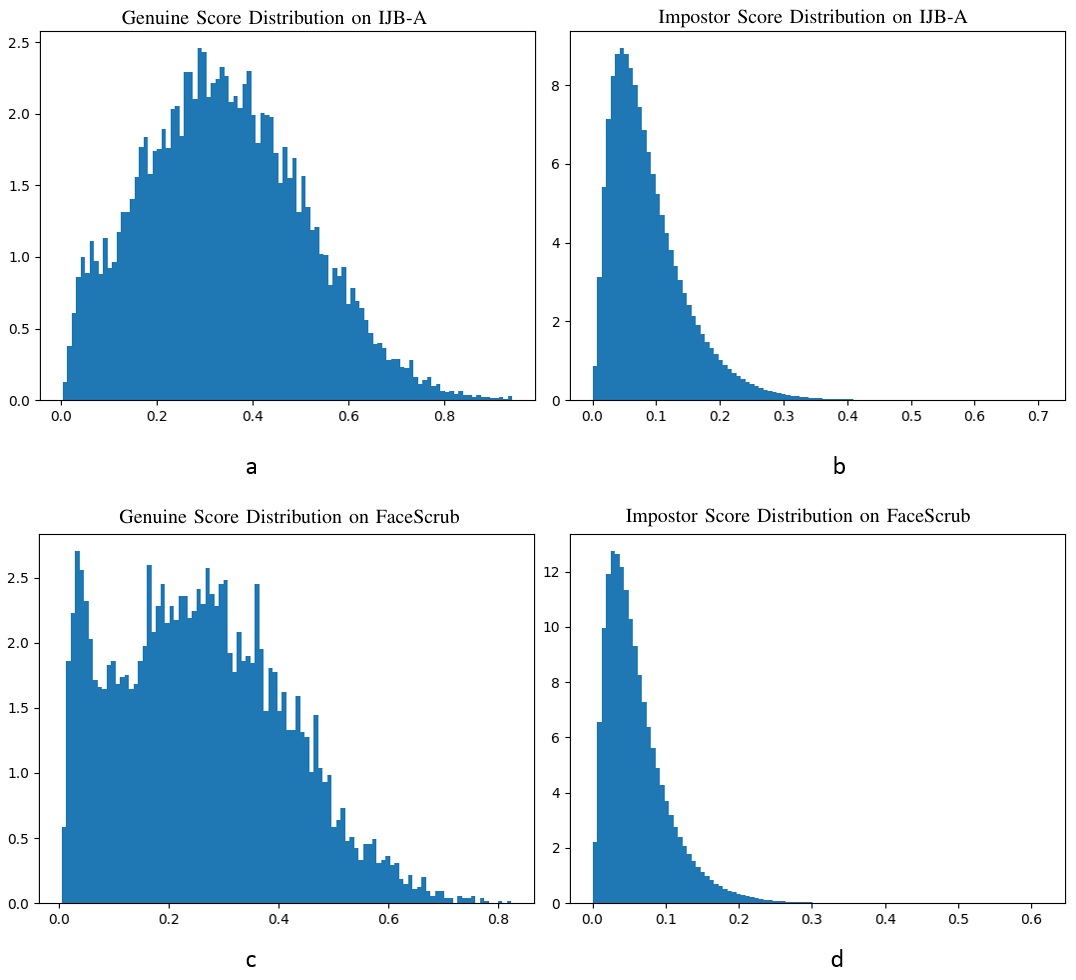 Genuine Score Distribution on IJB-A
2.5
2.0
1.5
1.0
0.5
0.0
0.0 0.2 0.4 0.6 0.8
a
Impostor Score Distribution on IJB-A
8
6
4
2
0
0.0 0.1 0.2 0.3 0.4 0.5 0.6 0.7
b
Genuine Score Distribution on FaceScrub
2.5
2.0
1.5
1.0
0.5
0.0
0.0 0.2 0.4 0.6 0.8
c
Impostor Score Distribution on FaceScrub
12
10
8
6
4
2
0
0.0 0.1 0.2 0.3 0.4 0.5 0.6
d